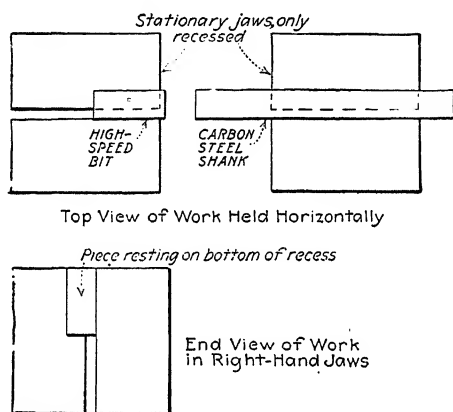 Stationary jaws, only
recessed
HIGH-
SPEED
BIT
CARBON
STEEL
SHANK
Top View of Work Held Horizontally
Piece resting on bottom of recess
End View of Work
in Right-Hand Jaws